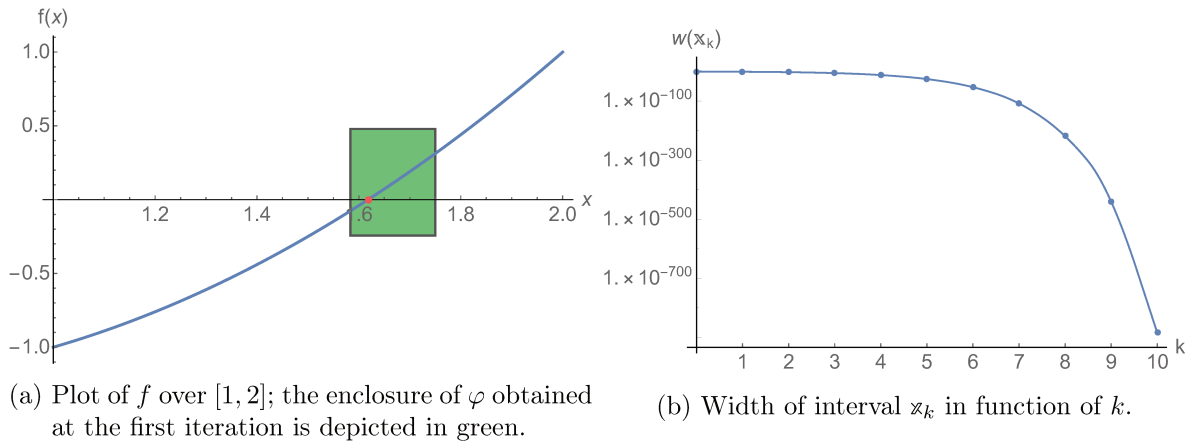 f(x)
1.0
0.5
−0.5
−1.0
1.2
1.4
.6
1.8
2.0
x
(a) Plot of f over [1, 2]; the enclosure of φ obtained
at the first iteration is depicted in green.
w(𝕩ₖ)
1. × 10⁻¹⁰⁰
1. × 10⁻³⁰⁰
1. × 10⁻⁵⁰⁰
1. × 10⁻⁷⁰⁰
1 2 3 4 5 6 7 8 9 10
k
(b) Width of interval 𝕩ₖ in function of k.